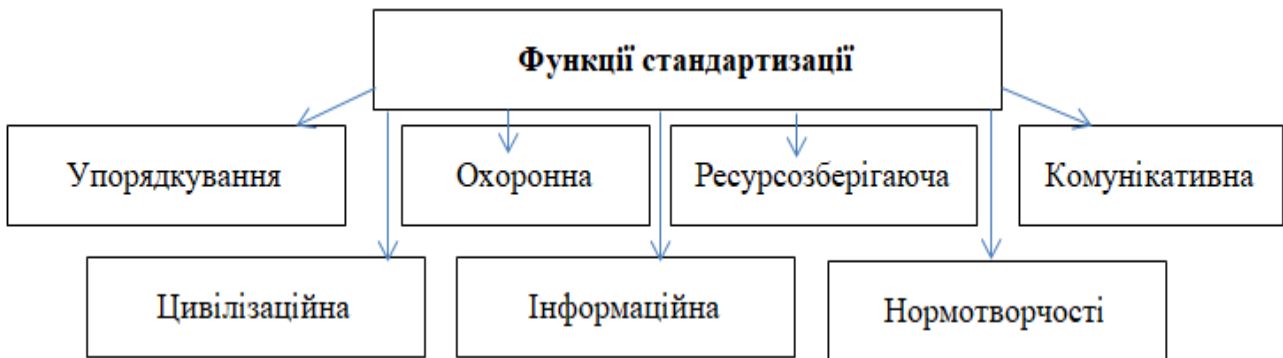 Функції стандартизації
Упорядкування
Охоронна
Ресурсозберігаюча
Комунікативна
Цивілізаційна
Інформаційна
Нормотворчості